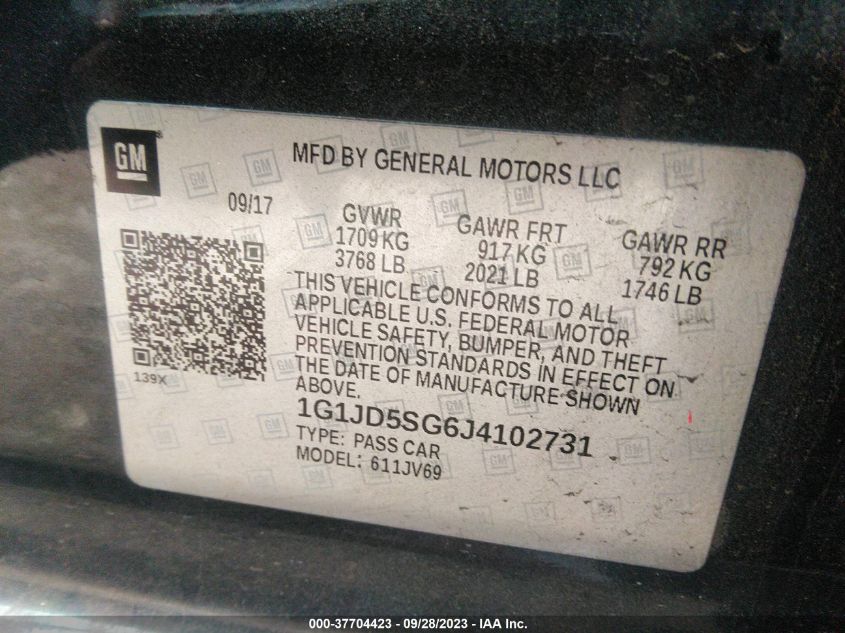 GM
MFD BY GENERAL MOTORS LLC
09/17
GVWR
1709 KG
3768 LB
GAWR FRT
917 KG
2021 LB
GAWR RR
792 KG
1746 LB
THIS VEHICLE CONFORMS TO ALL
APPLICABLE U.S. FEDERAL MOTOR
VEHICLE SAFETY, BUMPER, AND THEFT
PREVENTION STANDARDS IN EFFECT ON
THE DATE OF MANUFACTURE SHOWN
ABOVE.
139X
1G1JD5SG6J4102731
TYPE: PASS CAR
MODEL: 611JV69
000-37704423 - 09/28/2023 - IAA Inc.